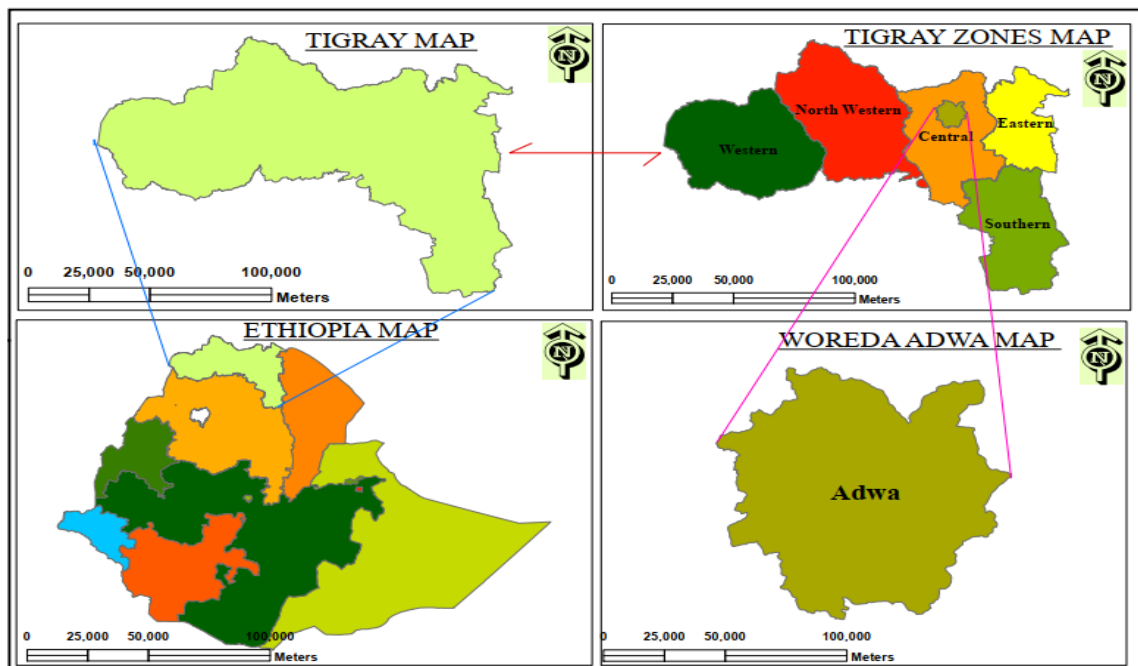 TIGRAY MAP
N
0 25,000 50,000 100,000
Meters
TIGRAY ZONES MAP
N
North Western
Eastern
Central
Western
Southern
0 25,000 50,000 100,000
Meters
ETHIOPIA MAP
N
0 25,000 50,000 100,000
Meters
WOREDA ADWA MAP
N
Adwa
0 25,000 50,000 100,000
Meters